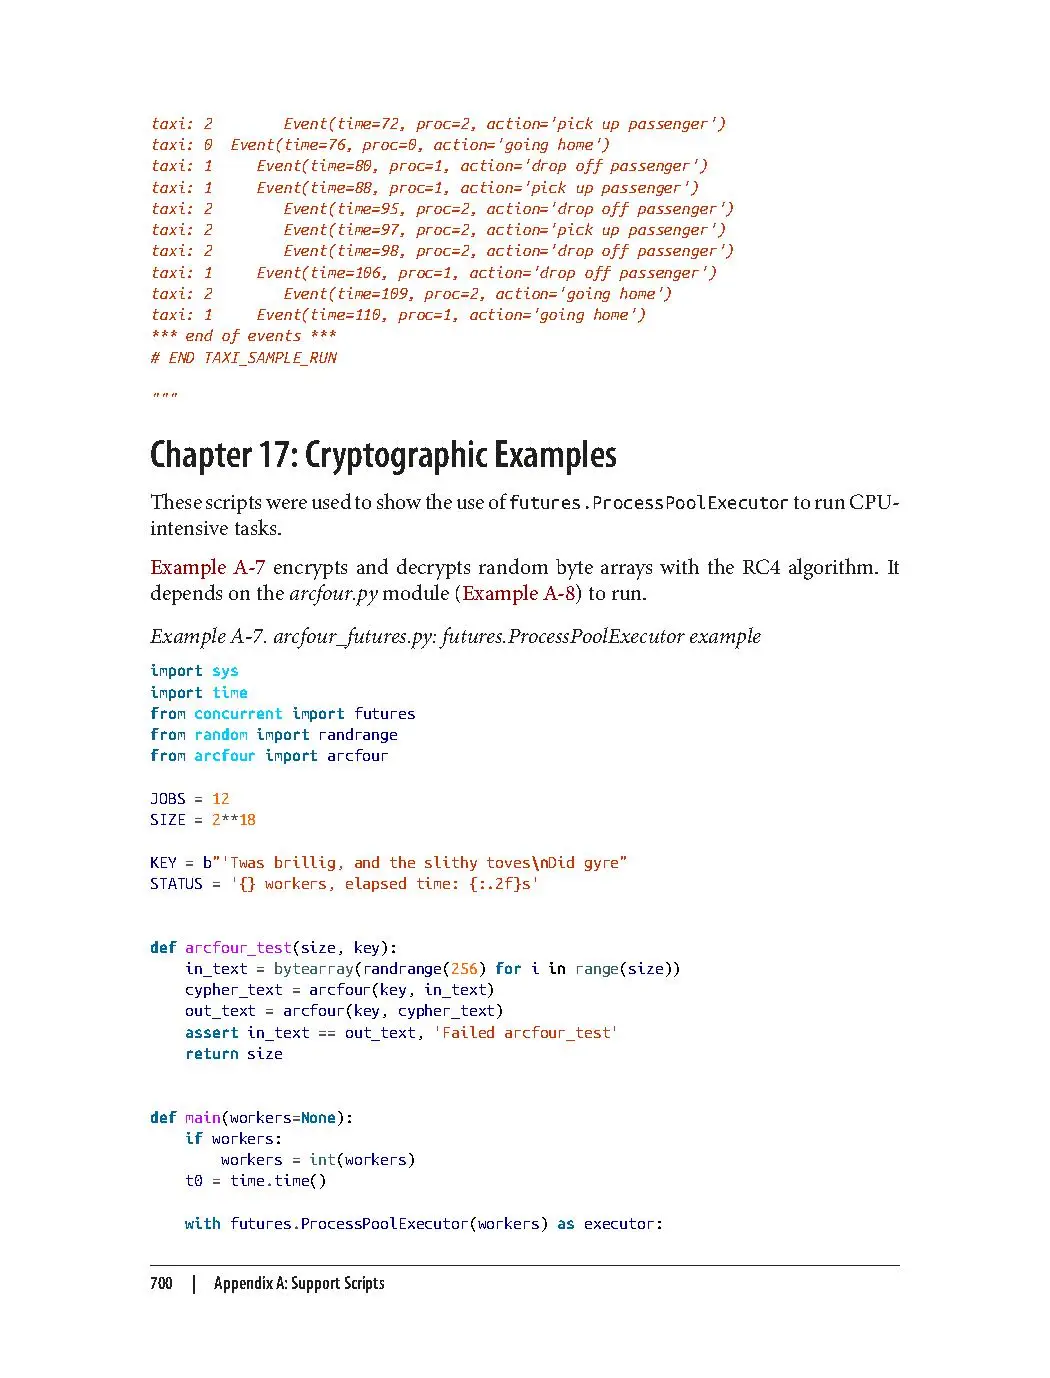 taxi: 2        Event(time=72, proc=2, action='pick up passenger')
taxi: 0  Event(time=76, proc=0, action='going home')
taxi: 1     Event(time=80, proc=1, action='drop off passenger')
taxi: 1     Event(time=88, proc=1, action='pick up passenger')
taxi: 2        Event(time=95, proc=2, action='drop off passenger')
taxi: 2        Event(time=97, proc=2, action='pick up passenger')
taxi: 2        Event(time=98, proc=2, action='drop off passenger')
taxi: 1     Event(time=106, proc=1, action='drop off passenger')
taxi: 2        Event(time=109, proc=2, action='going home')
taxi: 1     Event(time=110, proc=1, action='going home')
*** end of events ***
# END TAXI_SAMPLE_RUN
"""
Chapter 17: Cryptographic Examples
These scripts were used to show the use of futures.ProcessPoolExecutor to run CPU-
intensive tasks.
Example A-7 encrypts and decrypts random byte arrays with the RC4 algorithm. It
depends on the arcfour.py module (Example A-8) to run.
Example A-7. arcfour_futures.py: futures.ProcessPoolExecutor example
import sys
import time
from concurrent import futures
from random import randrange
from arcfour import arcfour
JOBS = 12
SIZE = 2**18
KEY = b"'Twas brillig, and the slithy toves\nDid gyre"
STATUS = '{} workers, elapsed time: {:.2f}s'
def arcfour_test(size, key):
    in_text = bytearray(randrange(256) for i in range(size))
    cypher_text = arcfour(key, in_text)
    out_text = arcfour(key, cypher_text)
    assert in_text == out_text, 'Failed arcfour_test'
    return size
def main(workers=None):
    if workers:
        workers = int(workers)
    t0 = time.time()
    with futures.ProcessPoolExecutor(workers) as executor:
700 | Appendix A: Support Scripts